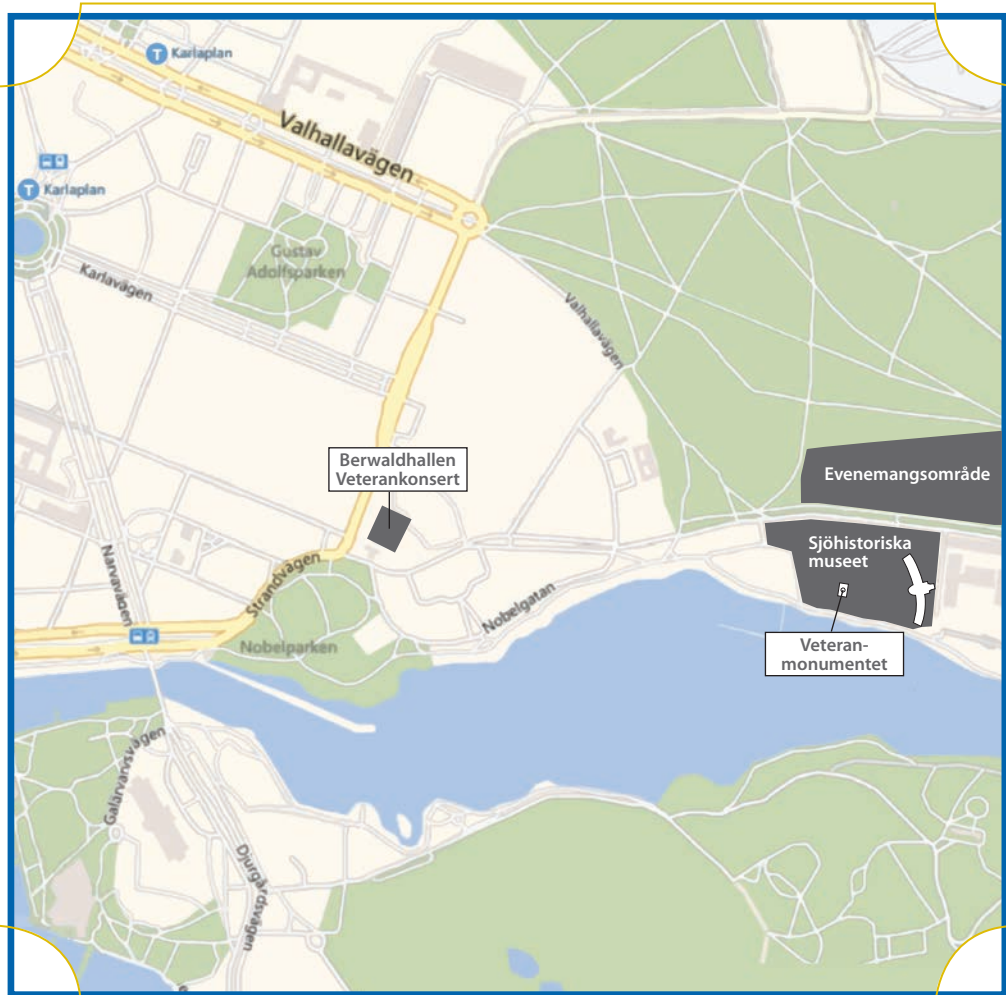 T Karlaplan
Valhallavägen
T Karlaplan
Gustav
Adolfsparken
Karlavägen
Valhallavägen
Berwaldhallen
Veterankonsert
Evenemangsområde
Sjöhistoriska
museet
Narvavägen
Strandvägen
Nobelgatan
Nobelparken
Veteran-
monumentet
Galärvarvsvägen
Djurgårdsvägen